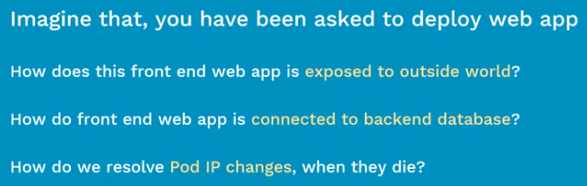 Imagine that, you have been asked to deploy web app
How does this front end web app is exposed to outside world?
How do front end web app is connected to backend database?
How do we resolve Pod IP changes, when they die?